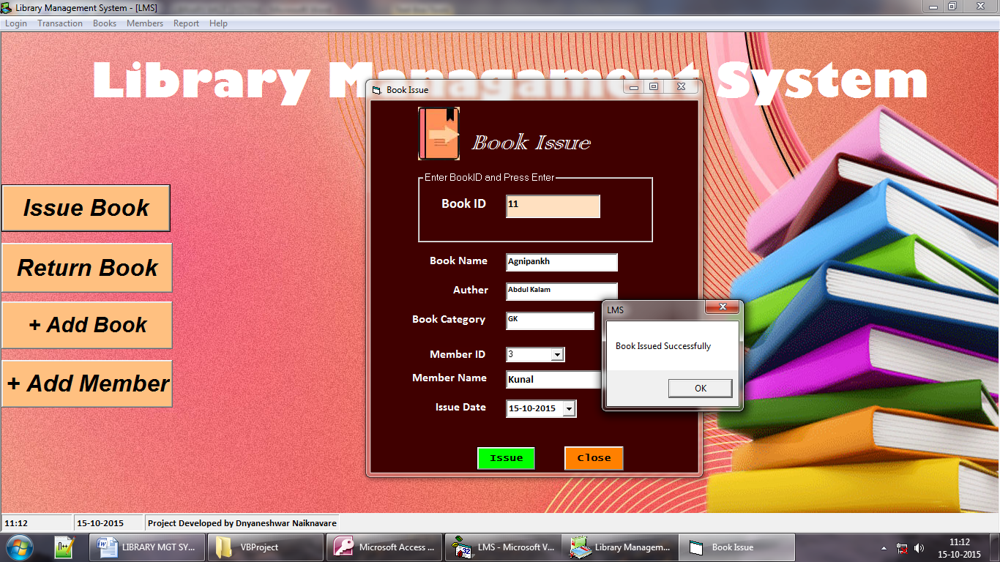 Library Management System - [LMS]
Login Transaction Books Members Report Help
Library Managament System
Book Issue
Book Issue
Enter BookID and Press Enter
Book ID 11
Book Name Agnipankh
Auther Abdul Kalam
Book Category GK
Member ID 3
Member Name Kunal
Issue Date 15-10-2015
Issue Close
LMS
Book Issued Successfully
OK
Issue Book
Return Book
+ Add Book
+ Add Member
11:12 15-10-2015 Project Developed by Dnyaneshwar Naiknavare
LIBRARY MGT SY... VBProject Microsoft Access ... LMS - Microsoft V... Library Managem... Book Issue
11:12
15-10-2015